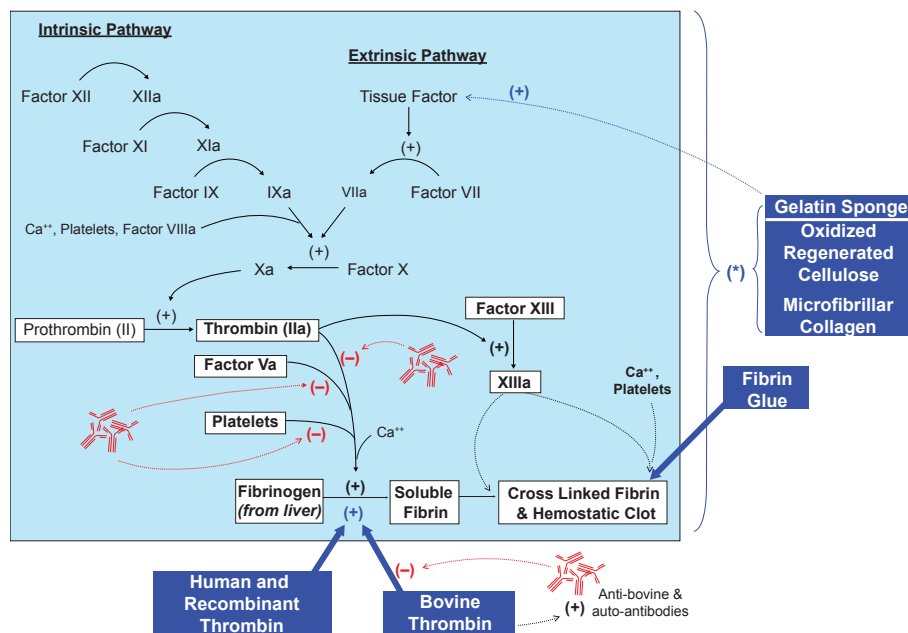 Intrinsic Pathway
Extrinsic Pathway
Factor XII
XIIa
Tissue Factor
(+)
Factor XI
XIa
(+)
Factor IX
IXa
VIIa
Factor VII
Ca⁺⁺, Platelets, Factor VIIIa
(+)
Xa
Factor X
(+)
Prothrombin (II)
Thrombin (IIa)
Factor XIII
(+)
(−)
Factor Va
(−)
XIIIa
Platelets
(−)
Ca⁺⁺
Ca⁺⁺,
Platelets
Fibrinogen
(from liver)
(+)
(+)
Soluble
Fibrin
Cross Linked Fibrin
& Hemostatic Clot
(*)
Gelatin Sponge
Oxidized
Regenerated
Cellulose
Microfibrillar
Collagen
Fibrin
Glue
Human and
Recombinant
Thrombin
Bovine
Thrombin
(−)
(+)
Anti-bovine &
auto-antibodies